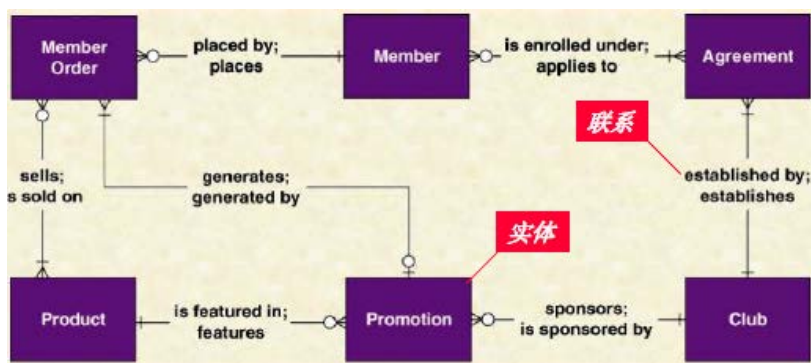 Member
Order
placed by;
places
Member
is enrolled under;
applies to
Agreement
联系
sells;
s sold on
generates;
generated by
established by;
establishes
实体
Product
is featured in;
features
Promotion
sponsors;
is sponsored by
Club